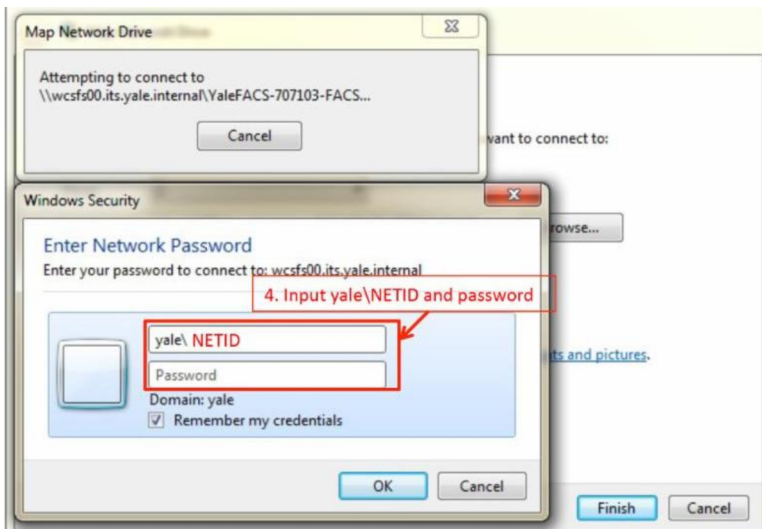 Map Network Drive
Attempting to connect to
\\wcsfs00.its.yale.internal\YaleFACS-707103-FACS...
Cancel
want to connect to:
Windows Security
rowse...
Enter Network Password
Enter your password to connect to: wcsfs00.its.yale.internal
4. Input yale\NETID and password
yale\ NETID
Password
ts and pictures.
Domain: yale
Remember my credentials
OK Cancel
Finish Cancel